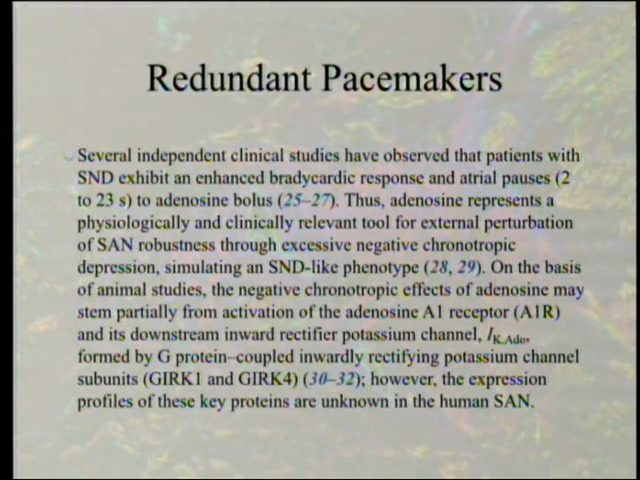 Redundant Pacemakers
Several independent clinical studies have observed that patients with
SND exhibit an enhanced bradycardic response and atrial pauses (2
to 23 s) to adenosine bolus (25–27). Thus, adenosine represents a
physiologically and clinically relevant tool for external perturbation
of SAN robustness through excessive negative chronotropic
depression, simulating an SND-like phenotype (28, 29). On the basis
of animal studies, the negative chronotropic effects of adenosine may
stem partially from activation of the adenosine A1 receptor (A1R)
and its downstream inward rectifier potassium channel, IK,Ado,
formed by G protein–coupled inwardly rectifying potassium channel
subunits (GIRK1 and GIRK4) (30–32); however, the expression
profiles of these key proteins are unknown in the human SAN.